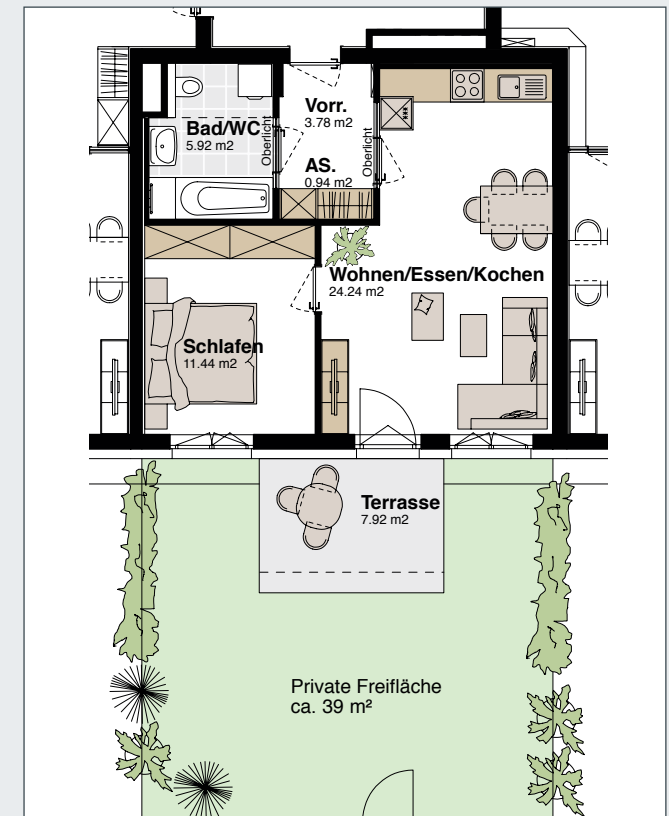 Vorr.
3.78 m2
Bad/WC
5.92 m2
Oberlicht
Oberlicht
AS.
0.94 m2
Wohnen/Essen/Kochen
24.24 m2
Schlafen
11.44 m2
Terrasse
7.92 m2
Private Freifläche
ca. 39 m²